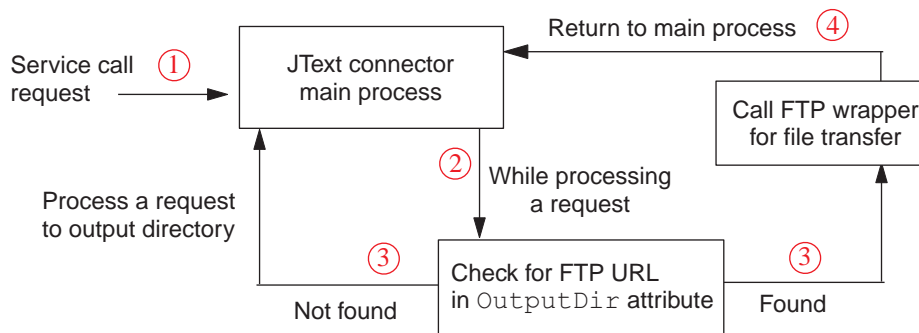 Service call
request
①
JText connector
main process
Return to main process
④
Call FTP wrapper
for file transfer
②
While processing
a request
Process a request
to output directory
③
Not found
Check for FTP URL
in OutputDir attribute
③
Found